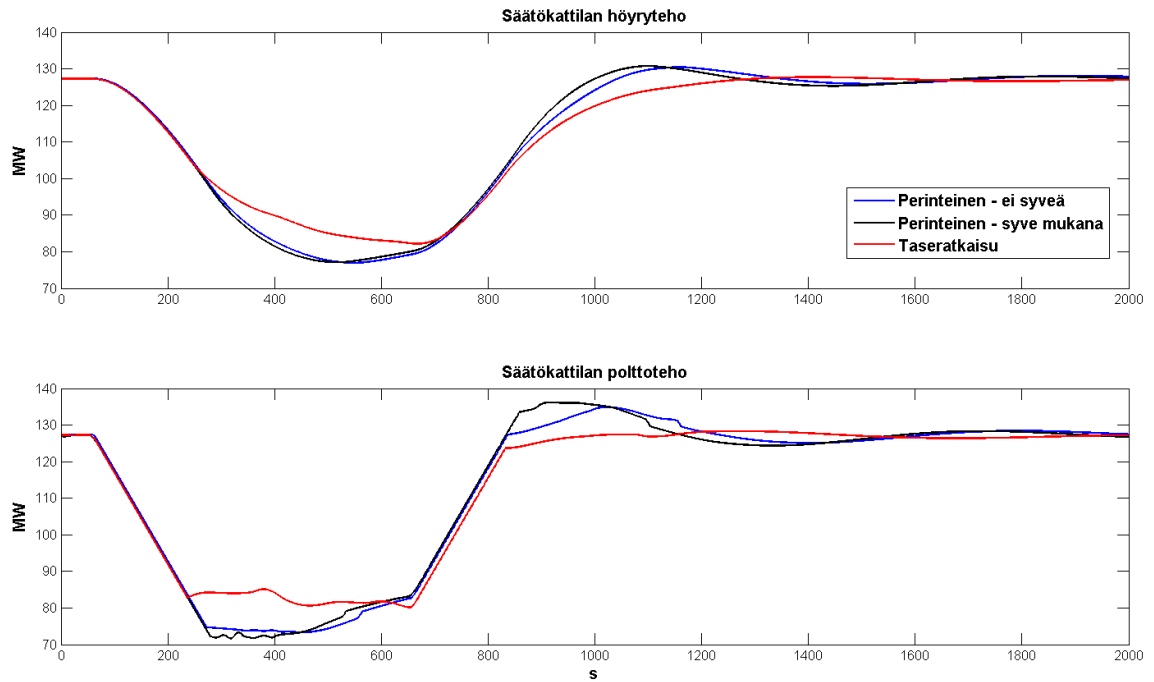 Säätökattilan höyryteho
140
130
120
110
100
90
80
70
MW
0 200 400 600 800 1000 1200 1400 1600 1800 2000
Perinteinen - ei syveä
Perinteinen - syve mukana
Taseratkaisu
Säätökattilan polttoteho
140
130
120
110
100
90
80
70
MW
0 200 400 600 800 1000 1200 1400 1600 1800 2000
s